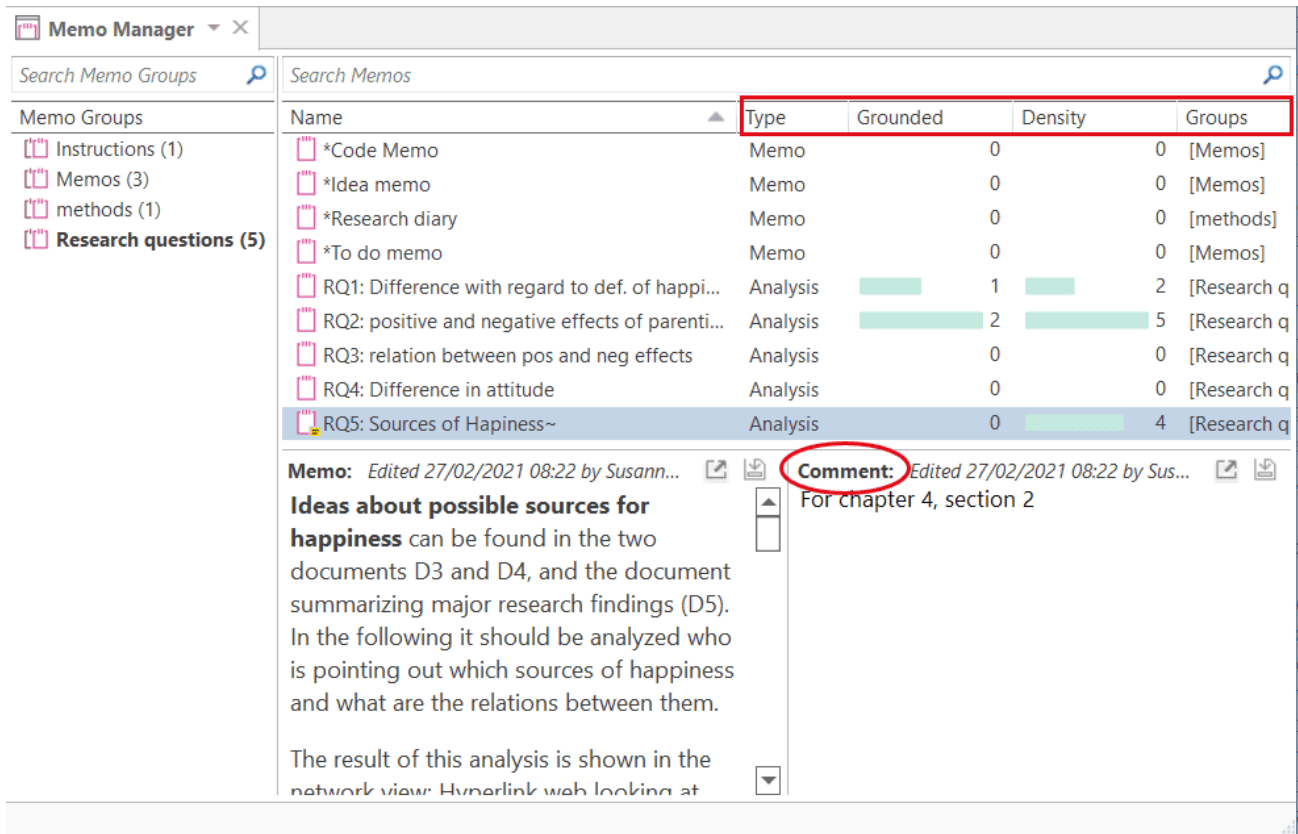 Memo Manager
Search Memo Groups
Search Memos
Memo Groups
Instructions (1)
Memos (3)
methods (1)
Research questions (5)
Name Type Grounded Density Groups
*Code Memo Memo 0 0 [Memos]
*Idea memo Memo 0 0 [Memos]
*Research diary Memo 0 0 [methods]
*To do memo Memo 0 0 [Memos]
RQ1: Difference with regard to def. of happi... Analysis 1 2 [Research q
RQ2: positive and negative effects of parenti... Analysis 2 5 [Research q
RQ3: relation between pos and neg effects Analysis 0 0 [Research q
RQ4: Difference in attitude Analysis 0 0 [Research q
RQ5: Sources of Hapiness~ Analysis 0 4 [Research q
Memo: Edited 27/02/2021 08:22 by Susann...
Ideas about possible sources for
happiness can be found in the two
documents D3 and D4, and the document
summarizing major research findings (D5).
In the following it should be analyzed who
is pointing out which sources of happiness
and what are the relations between them.
The result of this analysis is shown in the
network view: Hyperlink web looking at
Comment: Edited 27/02/2021 08:22 by Sus...
For chapter 4, section 2